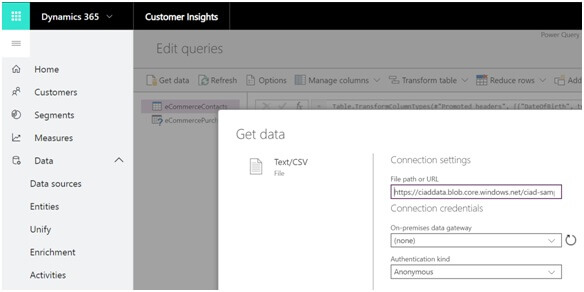 Dynamics 365 Customer Insights
Power Query
Edit queries
Get data Refresh Options Manage columns Transform table Reduce rows Add
Home
Customers
Segments
Measures
Data
Data sources
Entities
Unify
Enrichment
Activities
eCommerceContacts
eCommercePurch
Table.TransformColumnTypes(#"Promoted headers", {{"DateOfBirth",
Get data
Text/CSV
File
Connection settings
File path or URL
https://ciaddata.blob.core.windows.net/ciad-sam
Connection credentials
On-premises data gateway
(none)
Authentication kind
Anonymous